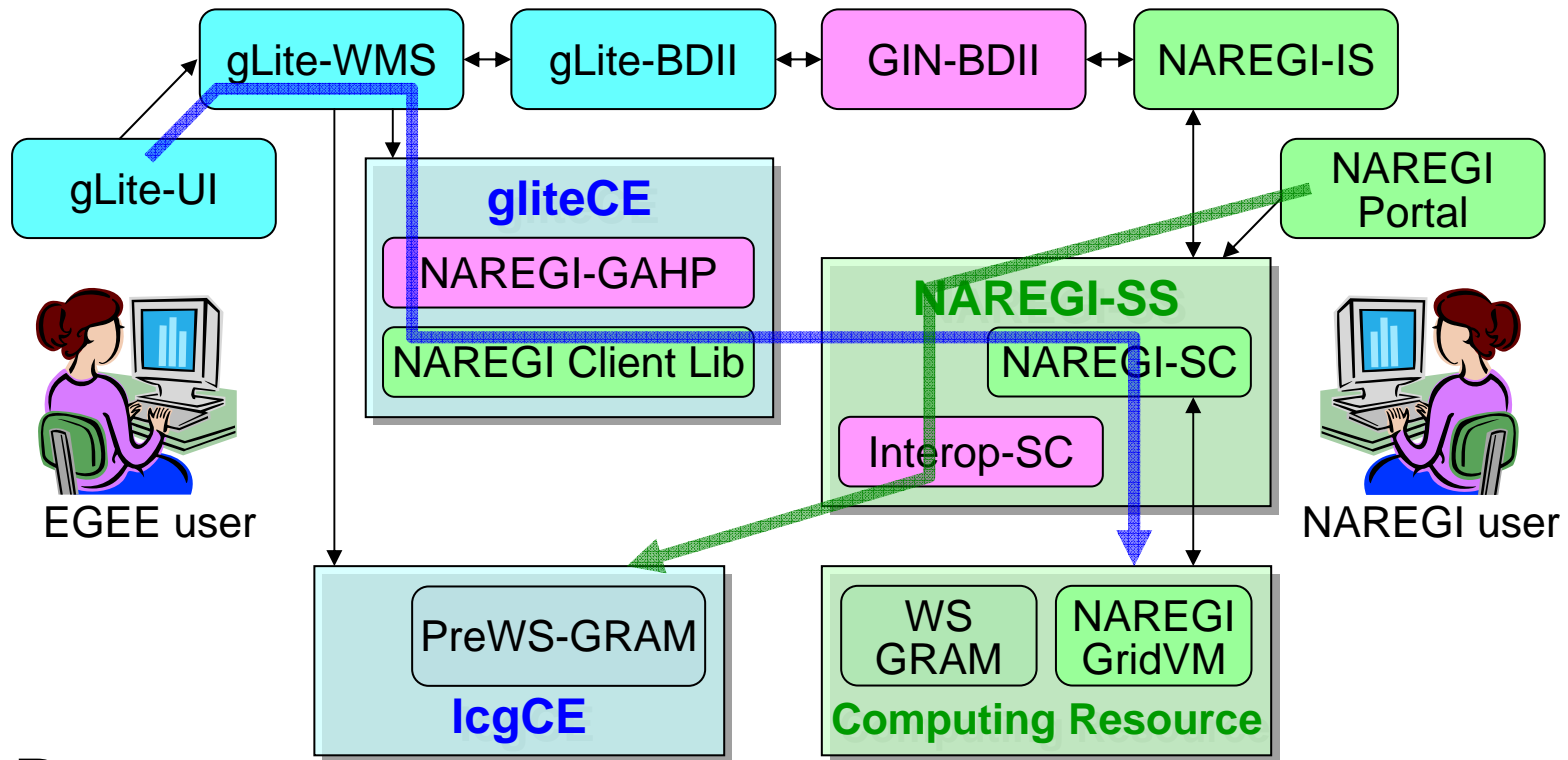 gLite-WMS
gLite-BDII
GIN-BDII
NAREGI-IS
gLite-UI
NAREGI
Portal
gliteCE
NAREGI-GAHP
NAREGI Client Lib
NAREGI-SS
NAREGI-SC
Interop-SC
EGEE user
NAREGI user
PreWS-GRAM
lcgCE
WS
GRAM
NAREGI
GridVM
Computing Resource